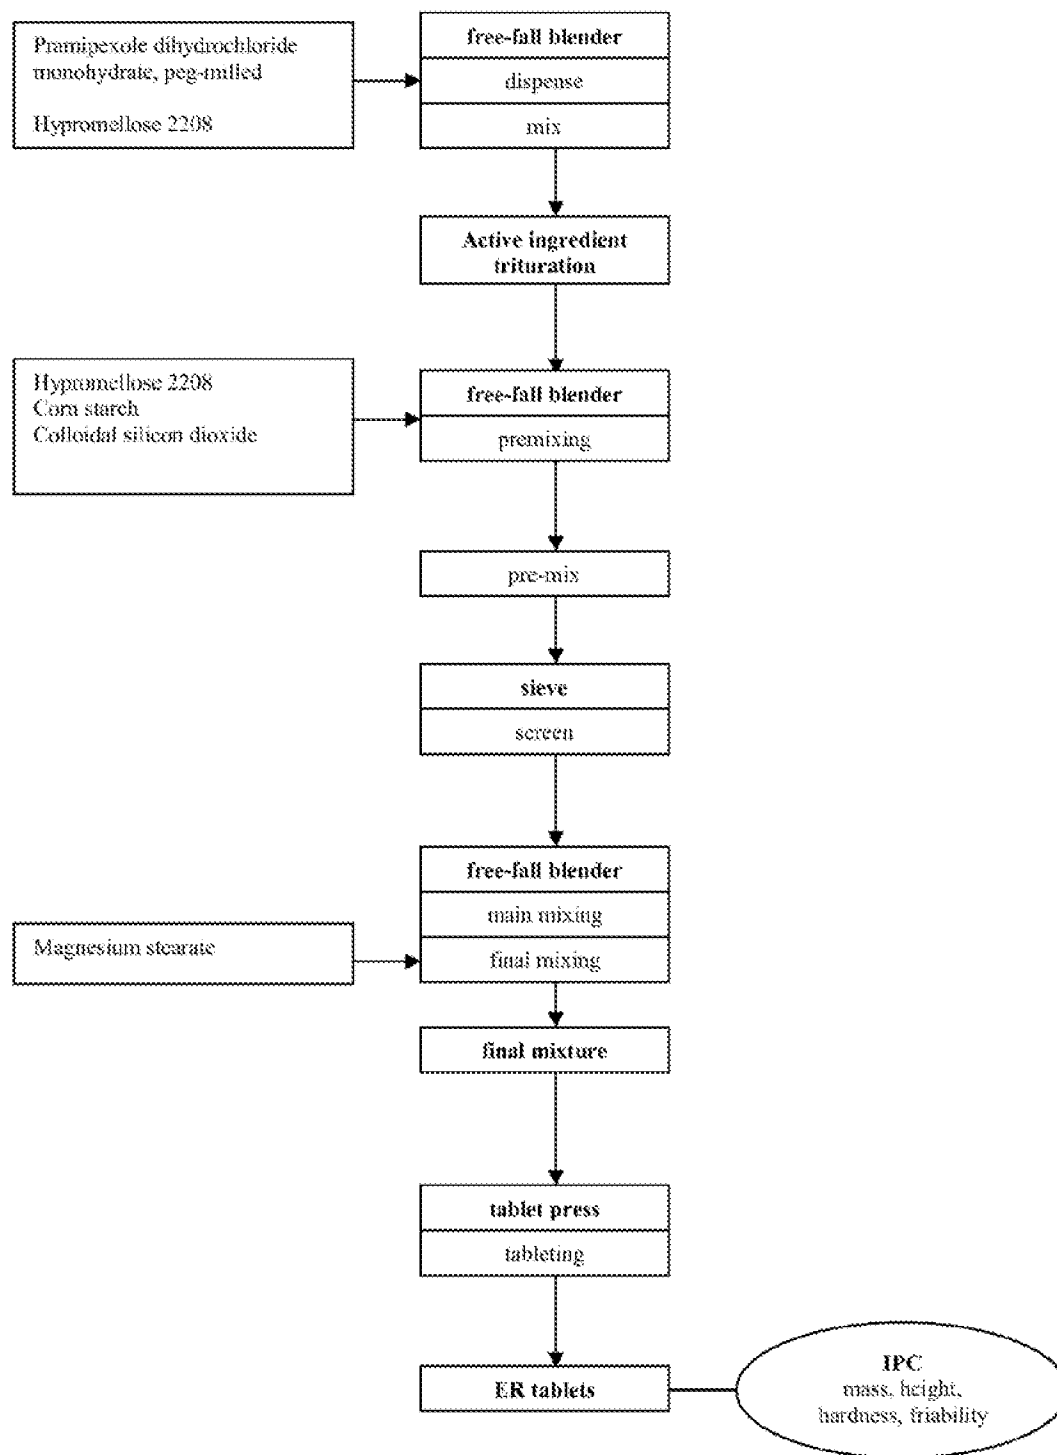 Pramipexole dihydrochloride
monohydrate, peg-milled
Hypromellose 2208
free-fall blender
dispense
mix
Active ingredient
trituration
Hypromellose 2208
Corn starch
Colloidal silicon dioxide
free-fall blender
premixing
pre-mix
sieve
screen
free-fall blender
main mixing
Magnesium stearate
final mixing
final mixture
tablet press
tableting
ER tablets
IPC
mass, height,
hardness, friability